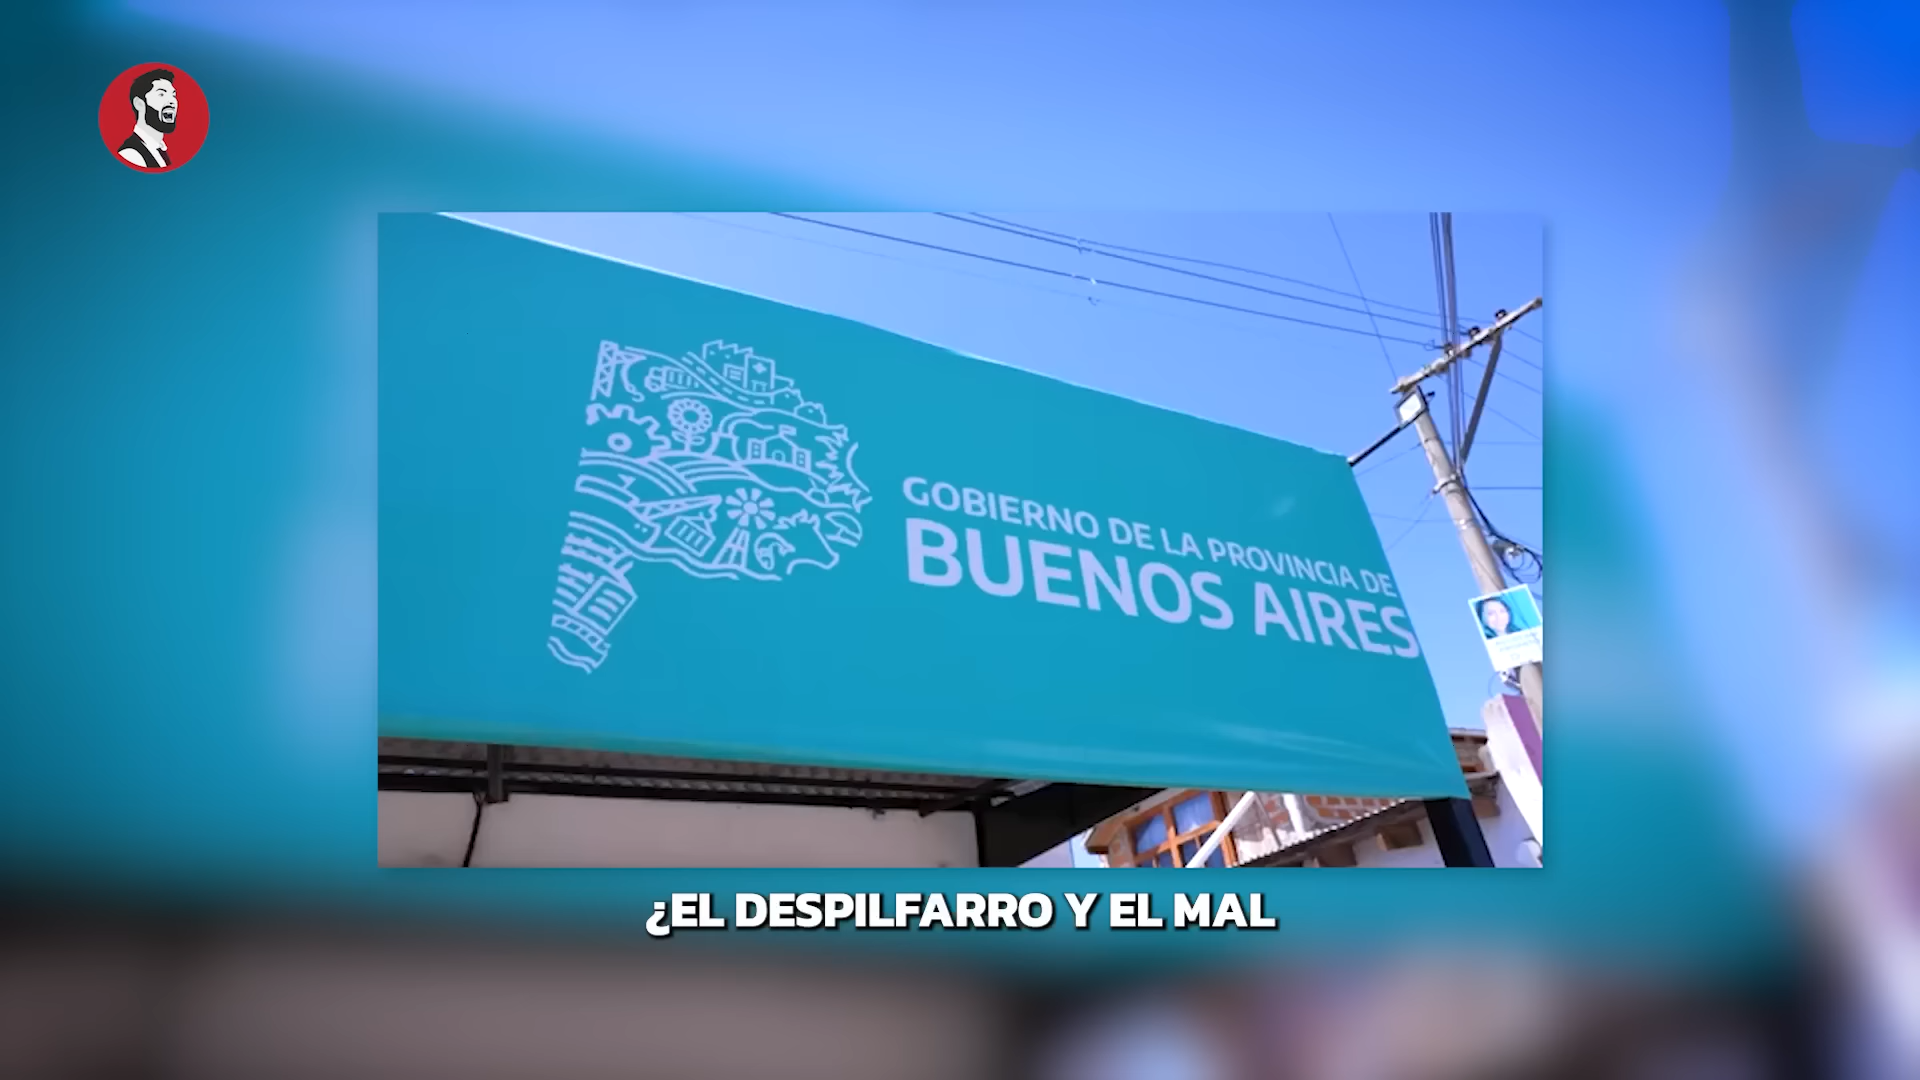 GOBIERNO DE LA PROVINCIA DE
BUENOS AIRES
¿EL DESPILFARRO Y EL MAL